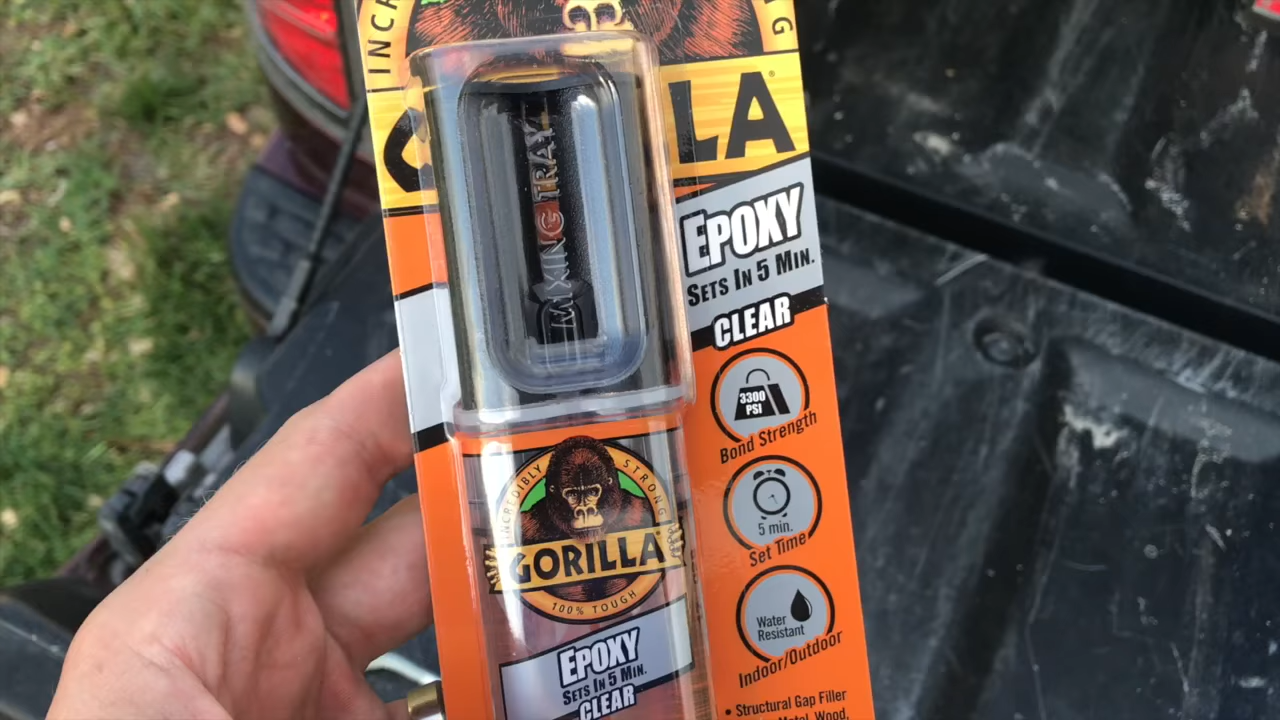 INCR
G
LA
MIXING TRAY
EPOXY
SETS IN 5 MIN.
CLEAR
3300
PSI
Bond Strength
5 min.
Set Time
Water
Resistant
Indoor/Outdoor
• Structural Gap Filler
Metal, Wood,
INCREDIBLY STRONG
GORILLA
100% TOUGH
EPOXY
SETS IN 5 MIN.
CLEAR